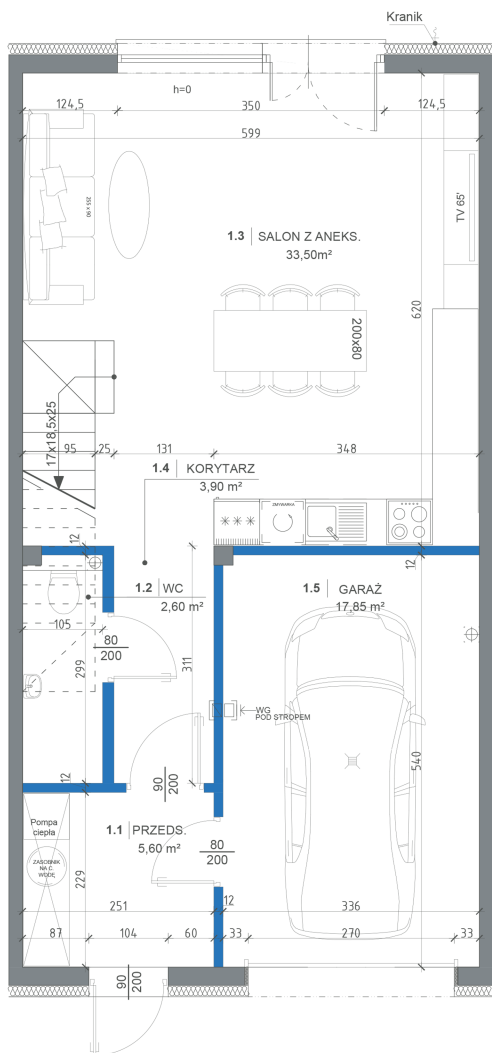 Kranik
h=0
124,5
350
124,5
599
255 x 90
TV 65'
1.3 SALON Z ANEKS.
33,50m²
620
200x80
17x18,5x25
95
25
131
348
1.4 KORYTARZ
3,90 m²
ZMYWARKA
12
12
1.2 WC
2,60 m²
1.5 GARAŻ
17,85 m²
105
80
200
299
311
WG
POD STROPEM
540
12
90
200
Pompa
ciepła
1.1 PRZEDS.
5,60 m²
80
200
ZASOBNIK
NA C.
WODĘ
229
251
12
336
87
104
60
33
270
33
90
200